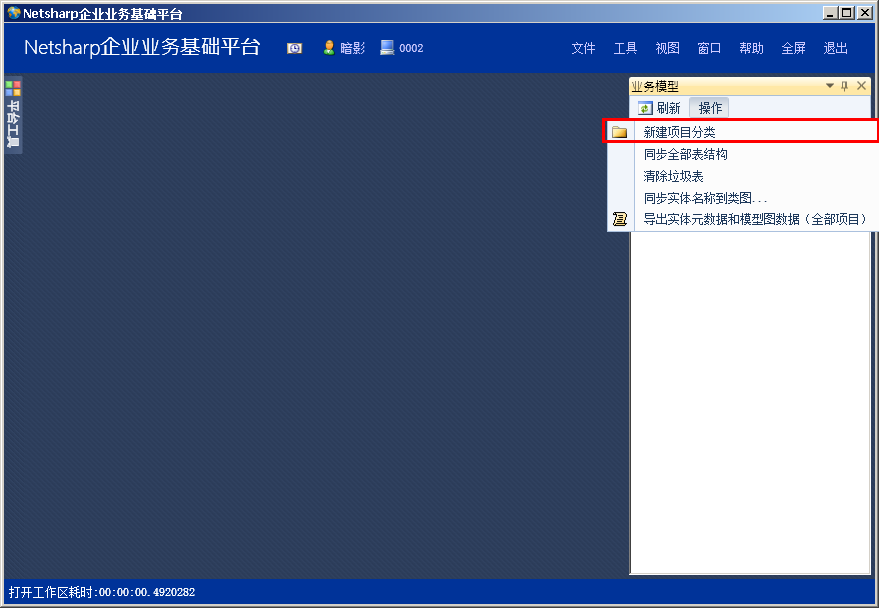 Netsharp企业业务基础平台
Netsharp企业业务基础平台 暗影 0002 文件 工具 视图 窗口 帮助 全屏 退出
平台工具
业务模型
刷新 操作
新建项目分类
同步全部表结构
清除垃圾表
同步实体名称到类图...
导出实体元数据和模型图数据（全部项目）
打开工作区耗时:00:00:00.4920282